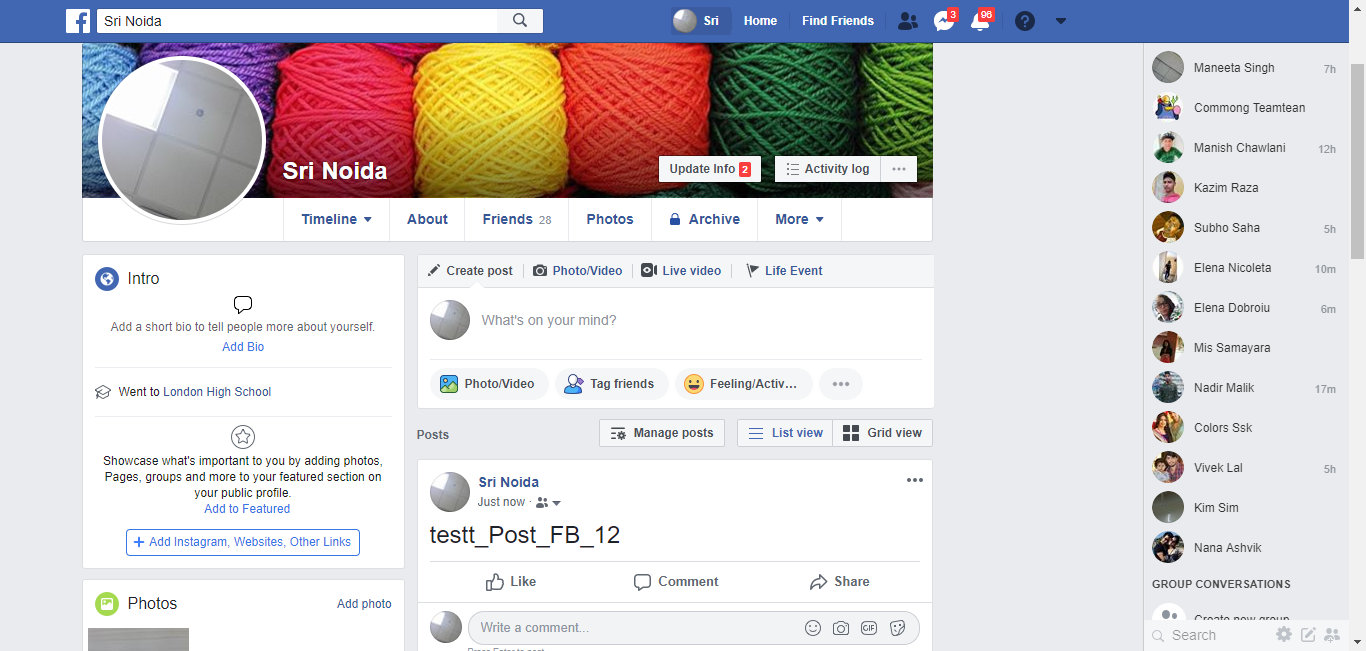 Sri Noida
Sri
Home
Find Friends
3
96
Sri Noida
Update Info 2
Activity log
Timeline
About
Friends 28
Photos
Archive
More
Intro
Add a short bio to tell people more about yourself.
Add Bio
Went to London High School
Showcase what's important to you by adding photos,
Pages, groups and more to your featured section on
your public profile.
Add to Featured
+ Add Instagram, Websites, Other Links
Photos
Add photo
Create post
Photo/Video
Live video
Life Event
What's on your mind?
Photo/Video
Tag friends
Feeling/Activ...
Posts
Manage posts
List view
Grid view
Sri Noida
Just now ·
testt_Post_FB_12
Like
Comment
Share
Write a comment...
GIF
Press Enter to post.
Maneeta Singh 7h
Commong Teamtean
Manish Chawlani 12h
Kazim Raza
Subho Saha 5h
Elena Nicoleta 10m
Elena Dobroiu 6m
Mis Samayara
Nadir Malik 17m
Colors Ssk
Vivek Lal 5h
Kim Sim
Nana Ashvik
GROUP CONVERSATIONS
Create new group
Search